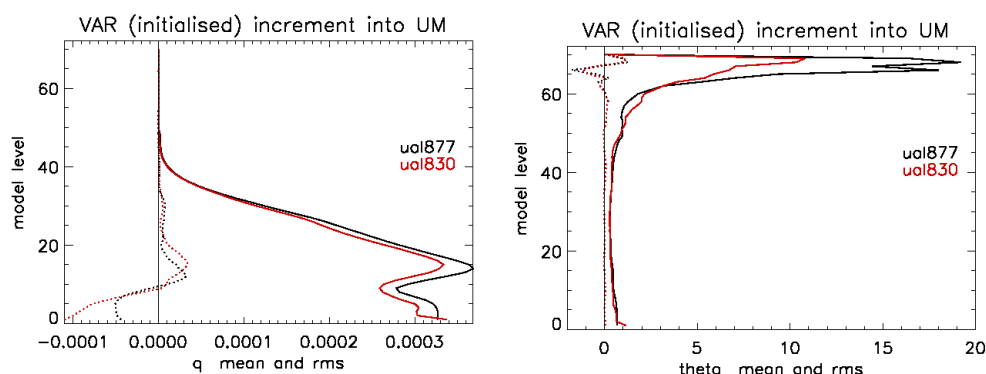 VAR (initialised) increment into UM
60
40
20
0
model level
ual877
ual830
-0.0001 0.0000 0.0001 0.0002 0.0003
q mean and rms
VAR (initialised) increment into UM
60
40
20
0
model level
ual877
ual830
0 5 10 15 20
theta mean and rms